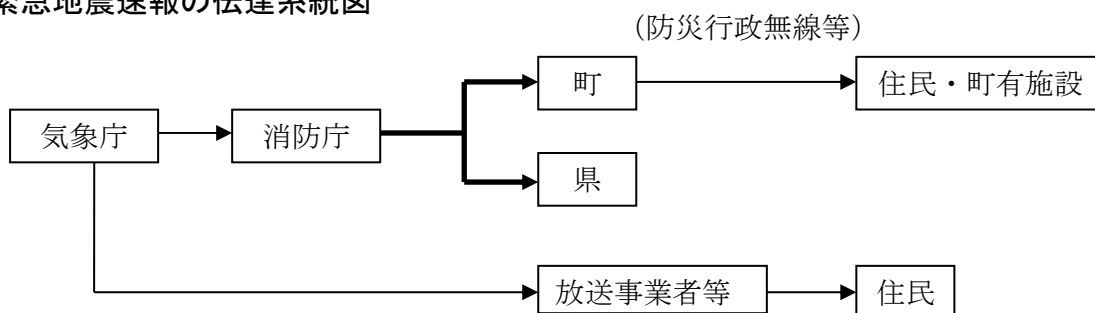 緊急地震速報の伝達系統図
（防災行政無線等）
町
住民・町有施設
気象庁
消防庁
県
放送事業者等
住民